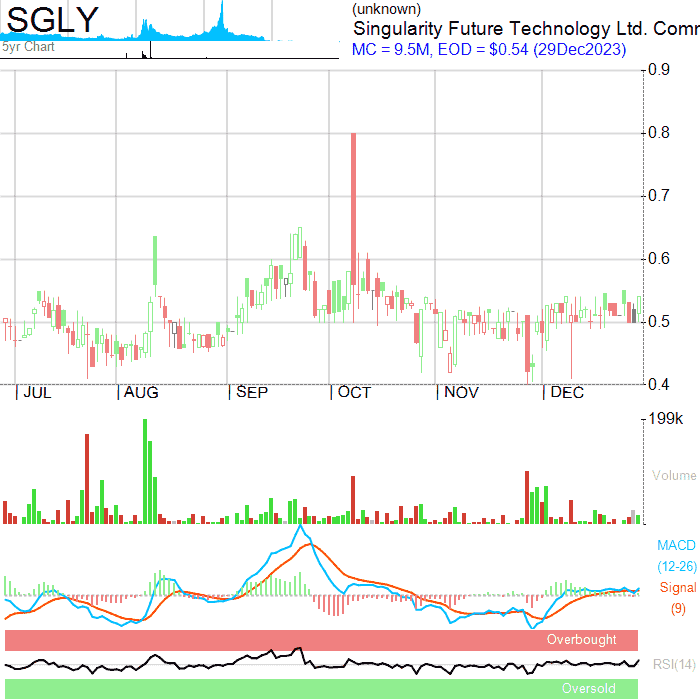 SGLY
(unknown)
Singularity Future Technology Ltd. Comm
5yr Chart
MC = 9.5M, EOD = $0.54 (29Dec2023)
0.9
0.8
0.7
0.6
0.5
0.4
JUL AUG SEP OCT NOV DEC
199k
Volume
MACD
(12-26)
Signal
(9)
Overbought
RSI(14)
Oversold